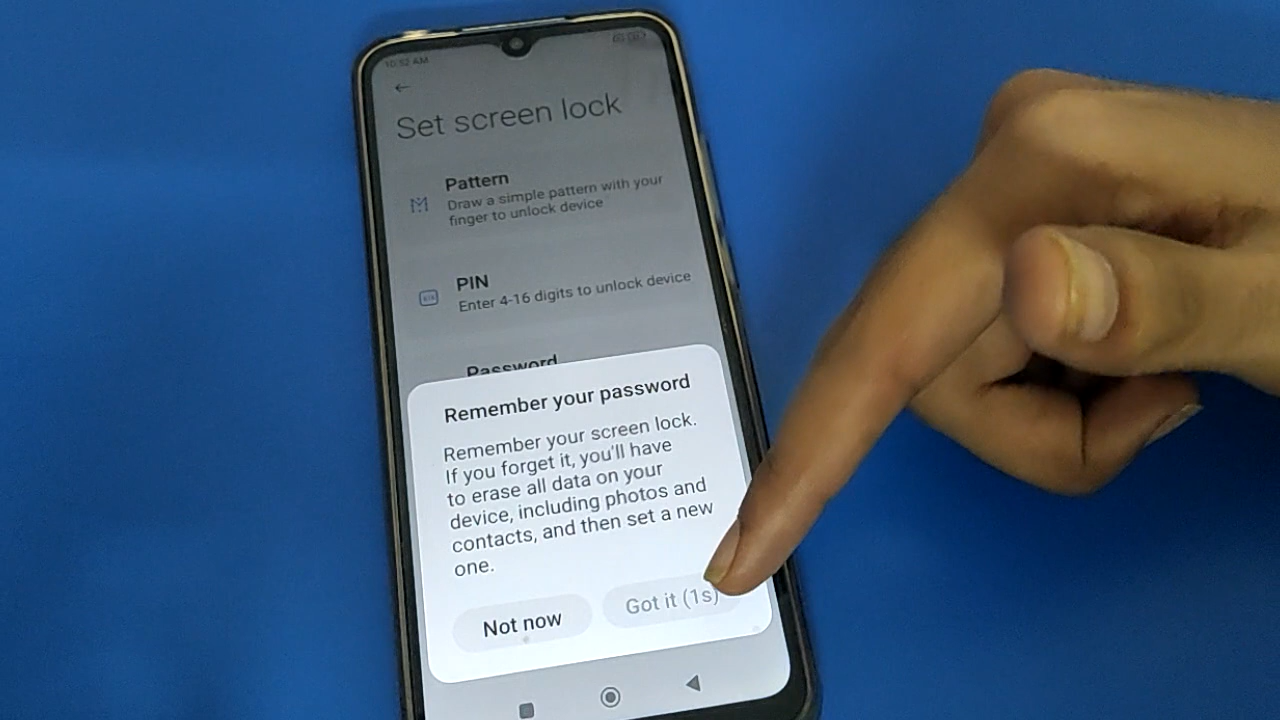 10:52 AM
Set screen lock
Pattern
Draw a simple pattern with your
finger to unlock device
PIN
Enter 4-16 digits to unlock device
Password
Remember your password
Remember your screen lock.
If you forget it, you'll have
to erase all data on your
device, including photos and
contacts, and then set a new
one.
Not now
Got it (1s)